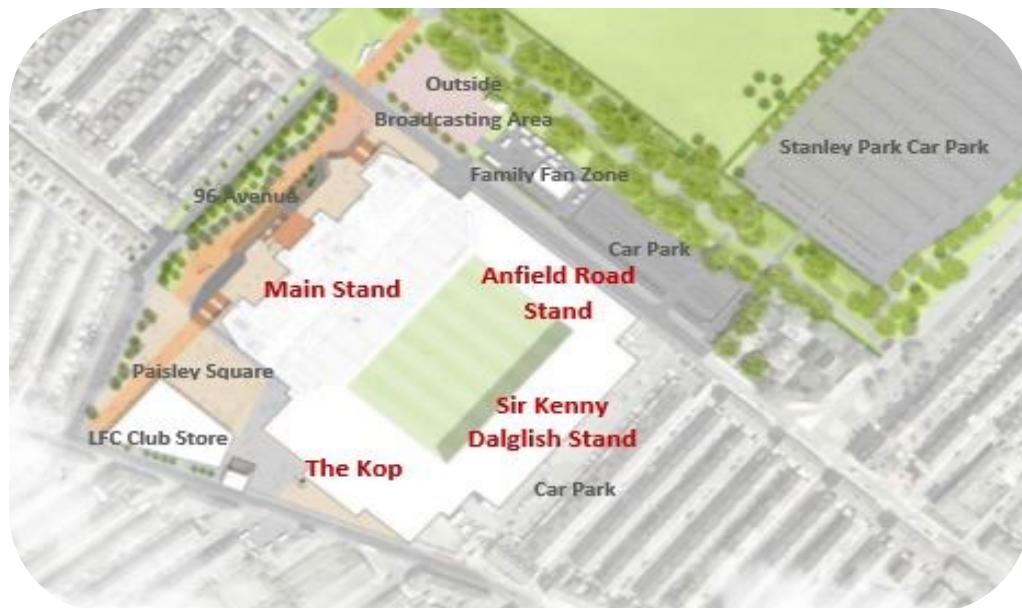 Outside
Broadcasting Area
Stanley Park Car Park
Family Fan Zone
96 Avenue
Car Park
Main Stand
Anfield Road
Stand
Paisley Square
Sir Kenny
Dalglish Stand
LFC Club Store
The Kop
Car Park